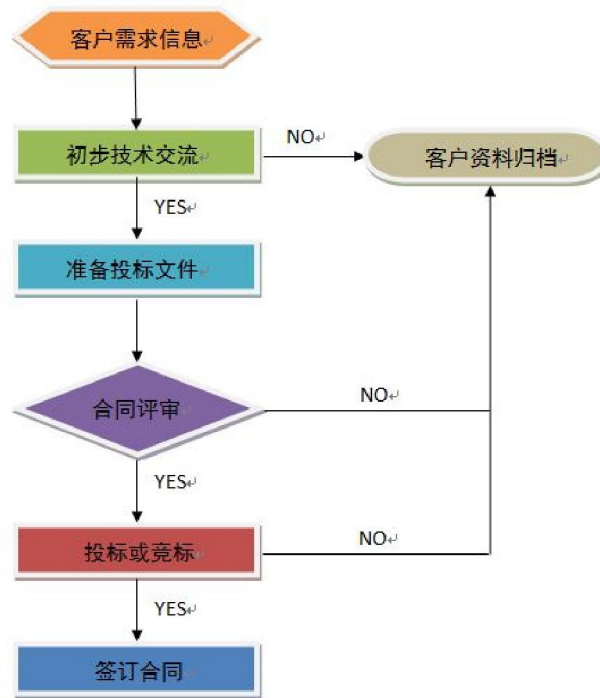 客户需求信息
初步技术交流
NO
客户资料归档
YES
准备投标文件
合同评审
NO
YES
投标或竞标
NO
YES
签订合同